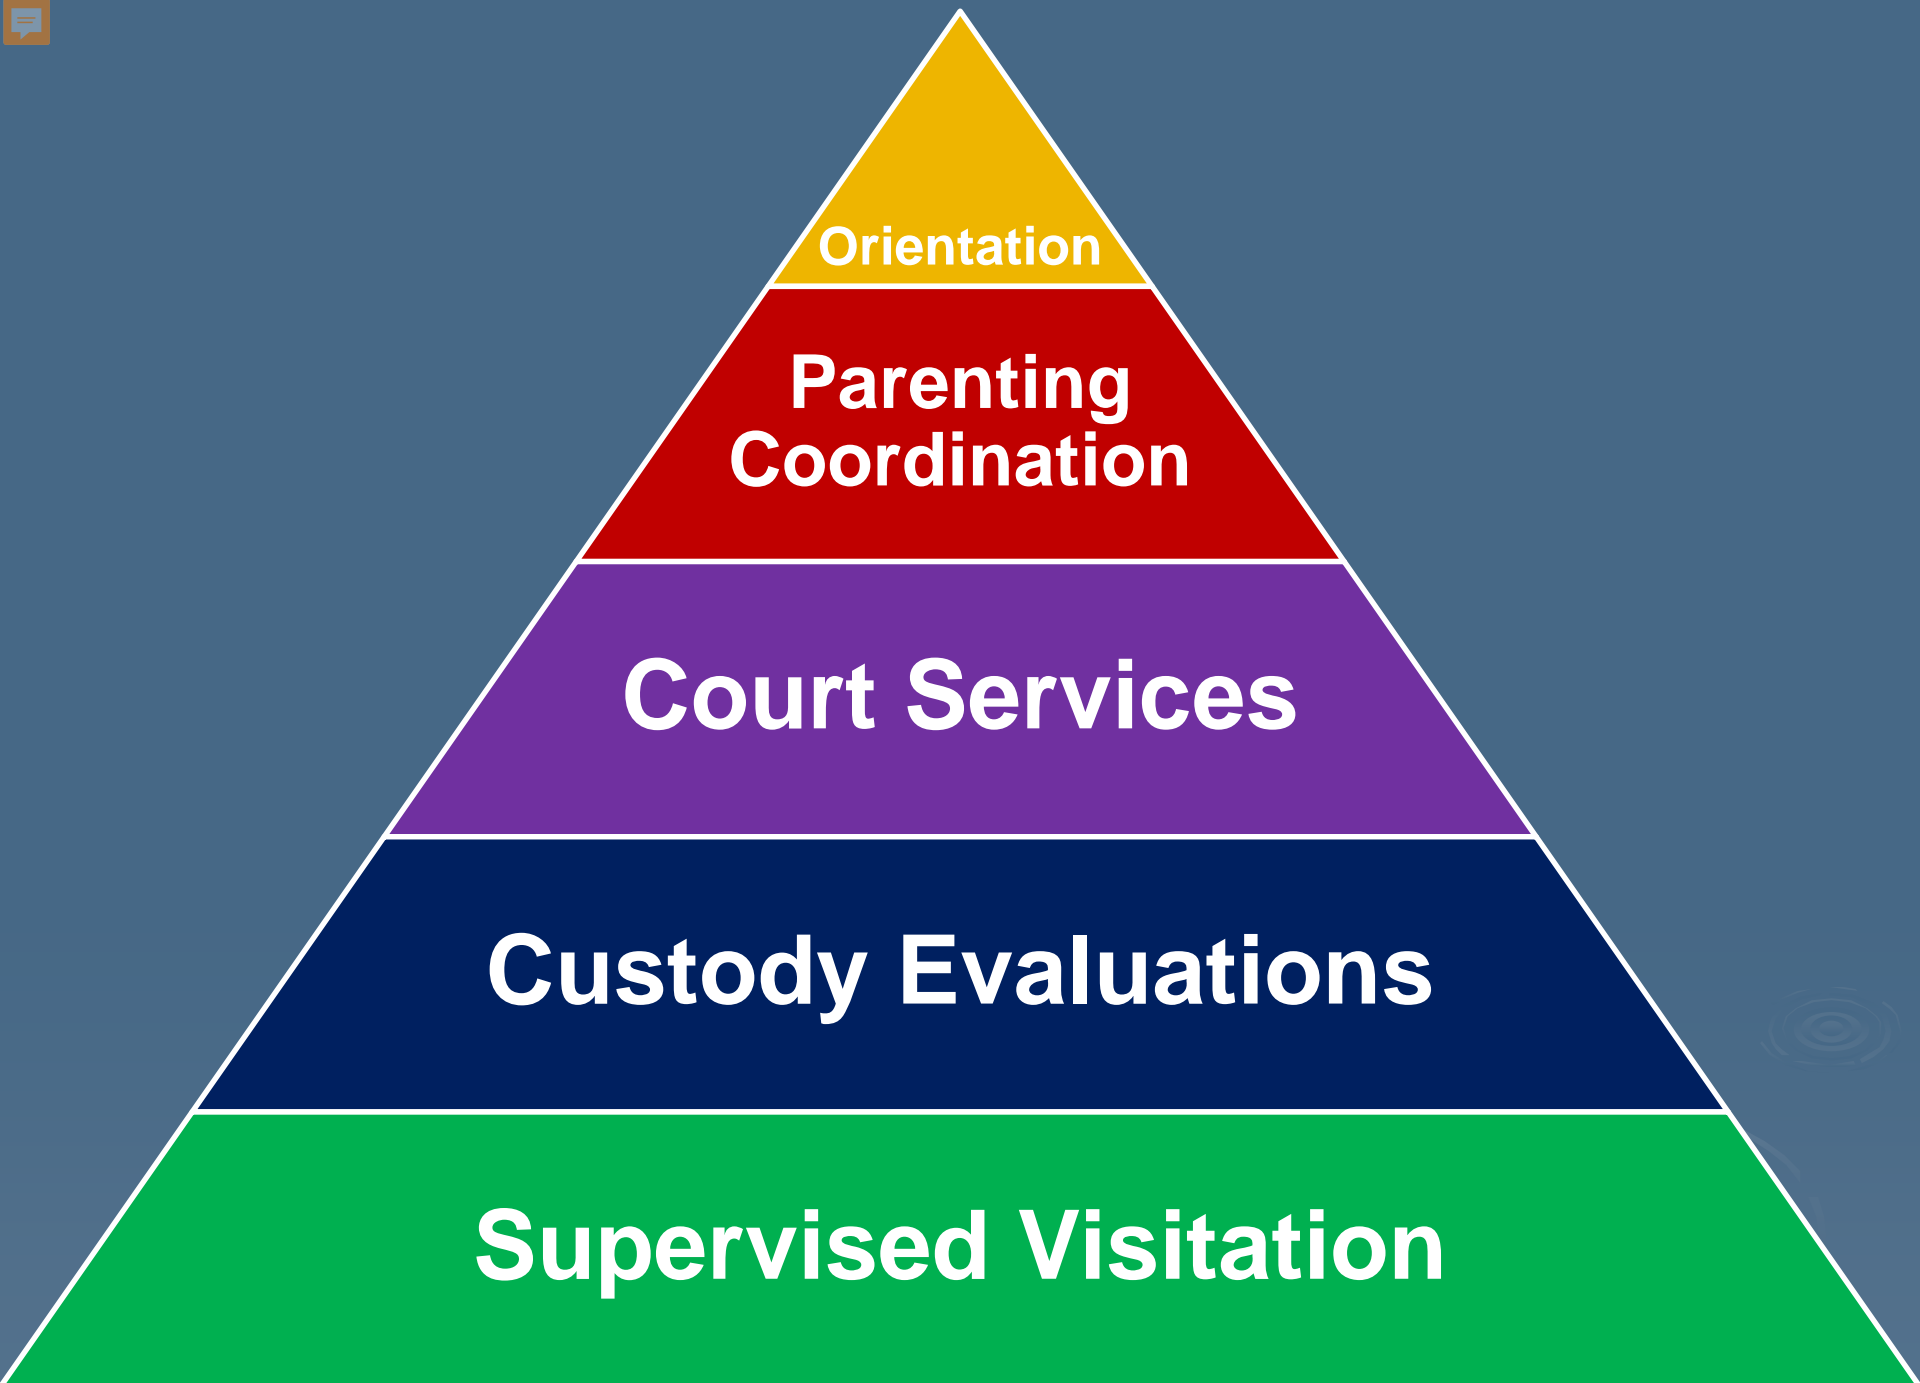 Orientation
Parenting
Coordination
Court Services
Custody Evaluations
Supervised Visitation